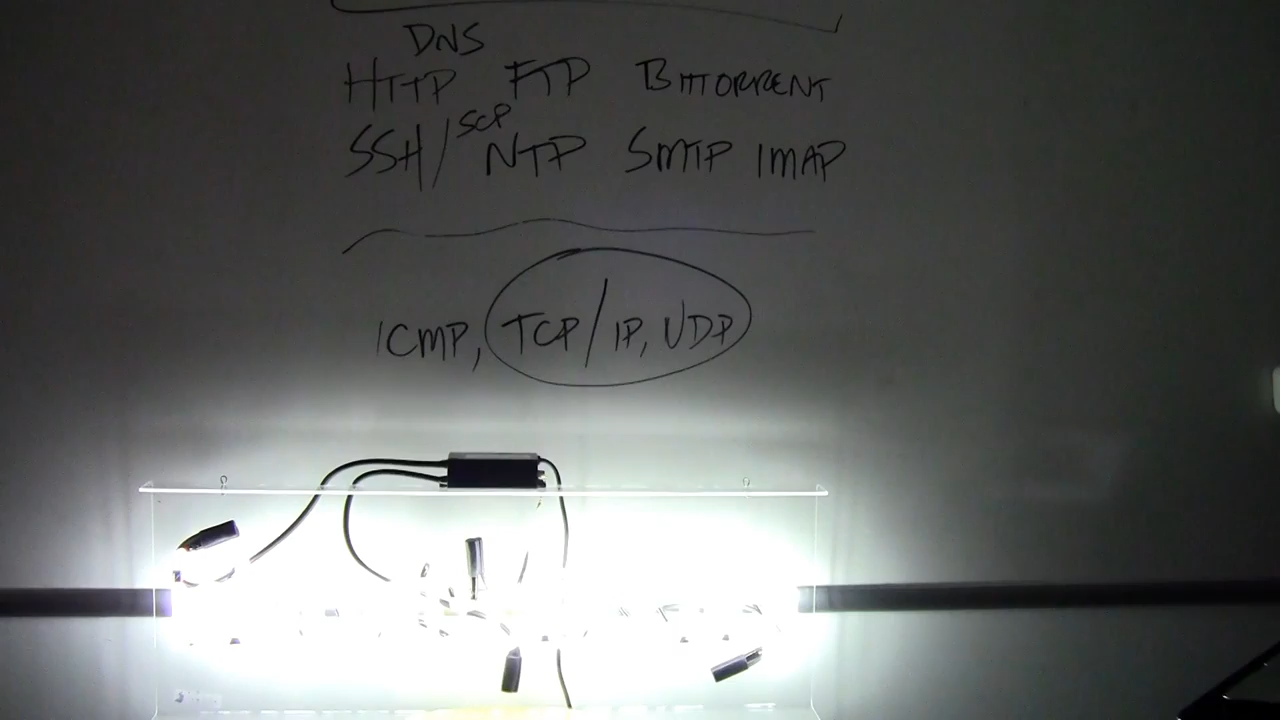 DNS
HTTP FTP BITTORRENT
SSH/SCP NTP SMTP IMAP
ICMP, TCP/IP, UDP